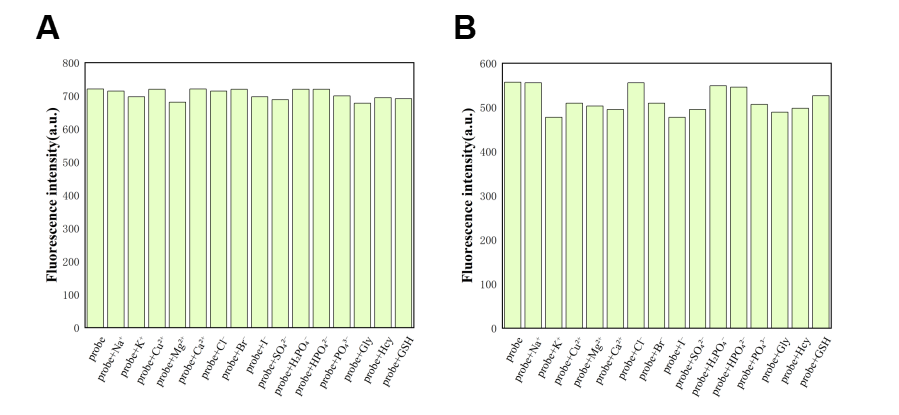 A
B
Fluorescence intensity(a.u.)
800
700
600
500
400
300
200
100
0
probe
probe+Na⁺
probe+K⁺
probe+Cu²⁺
probe+Mg²⁺
probe+Ca²⁺
probe+Cl⁻
probe+Br⁻
probe+I⁻
probe+SO₄²⁻
probe+H₂PO₄⁻
probe+HPO₄²⁻
probe+PO₄³⁻
probe+Gly
probe+Hcy
probe+GSH
Fluorescence intensity(a.u.)
600
500
400
300
200
100
0
probe
probe+Na⁺
probe+K⁺
probe+Cu²⁺
probe+Mg²⁺
probe+Ca²⁺
probe+Cl⁻
probe+Br⁻
probe+I⁻
probe+SO₄²⁻
probe+H₂PO₄⁻
probe+HPO₄²⁻
probe+PO₄³⁻
probe+Gly
probe+Hcy
probe+GSH